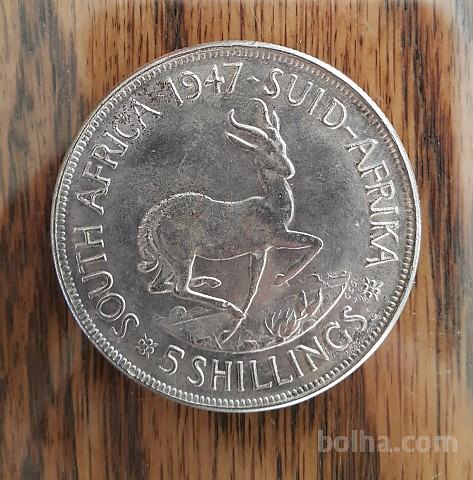 SOUTH AFRICA · 1947 · SUID-AFRIKA
5 SHILLINGS
bolha.com